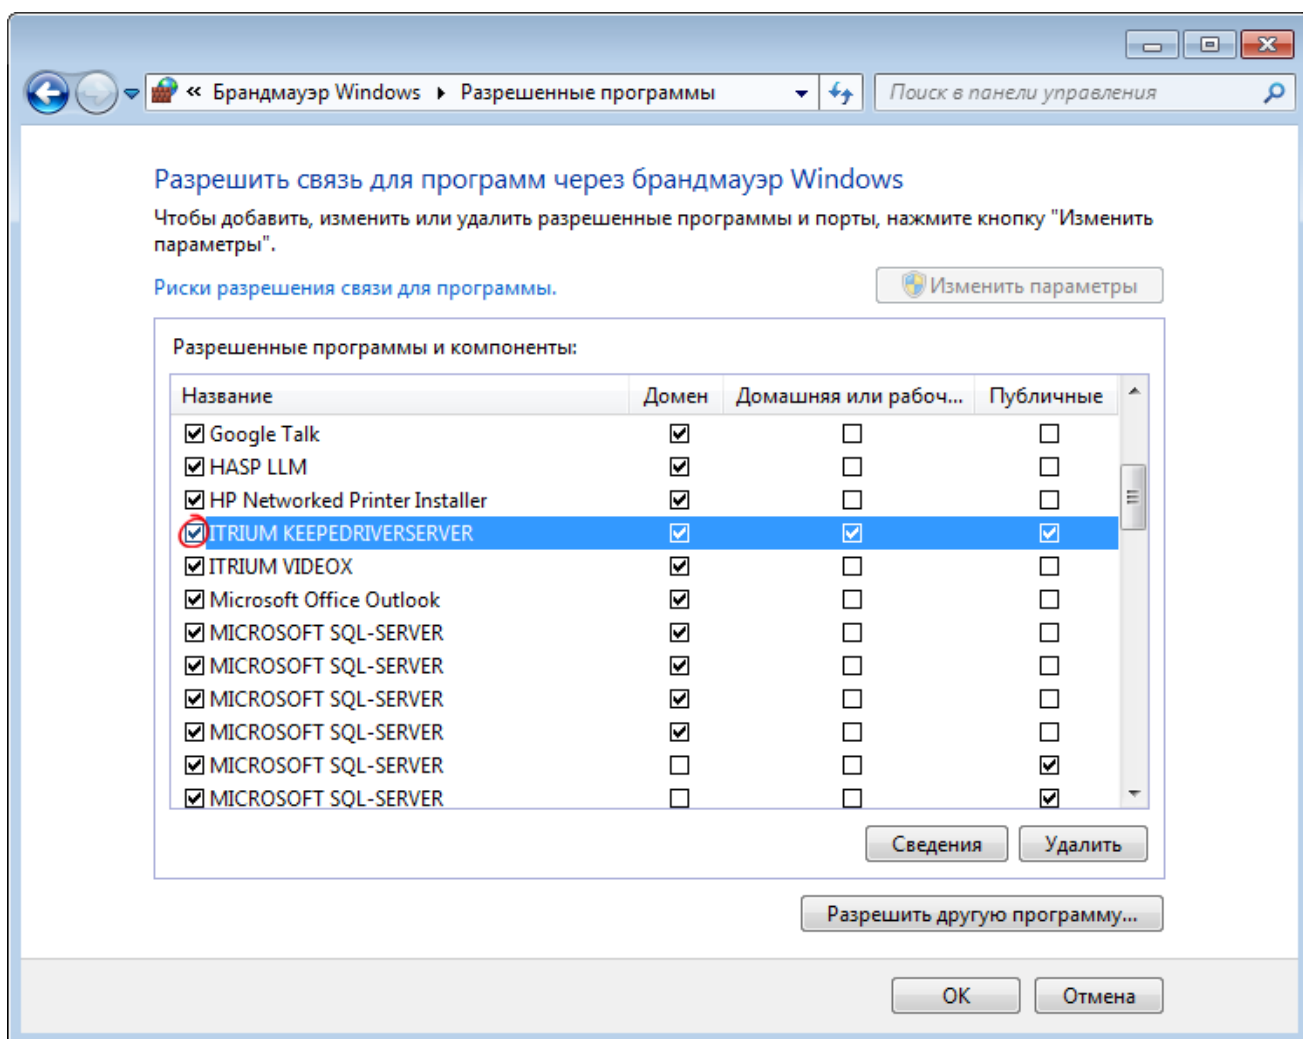 « Брандмауэр Windows ▸ Разрешенные программы
Поиск в панели управления
Разрешить связь для программ через брандмауэр Windows
Чтобы добавить, изменить или удалить разрешенные программы и порты, нажмите кнопку "Изменить
параметры".
Риски разрешения связи для программы.
Изменить параметры
Разрешенные программы и компоненты:
Название Домен Домашняя или рабоч... Публичные
Google Talk
HASP LLM
HP Networked Printer Installer
ITRIUM KEEPEDRIVERSERVER
ITRIUM VIDEOX
Microsoft Office Outlook
MICROSOFT SQL-SERVER
MICROSOFT SQL-SERVER
MICROSOFT SQL-SERVER
MICROSOFT SQL-SERVER
MICROSOFT SQL-SERVER
MICROSOFT SQL-SERVER
Сведения Удалить
Разрешить другую программу...
OK Отмена